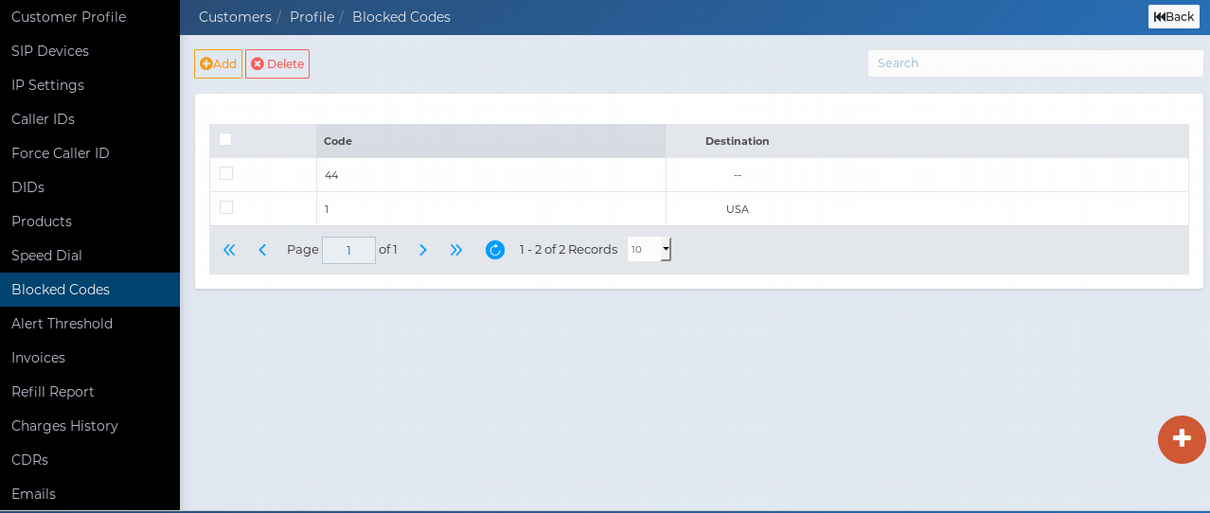 Customer Profile
SIP Devices
IP Settings
Caller IDs
Force Caller ID
DIDs
Products
Speed Dial
Blocked Codes
Alert Threshold
Invoices
Refill Report
Charges History
CDRs
Emails
Customers / Profile / Blocked Codes
Back
Add Delete
Search
Code Destination
44 --
1 USA
Page 1 of 1 1 - 2 of 2 Records 10